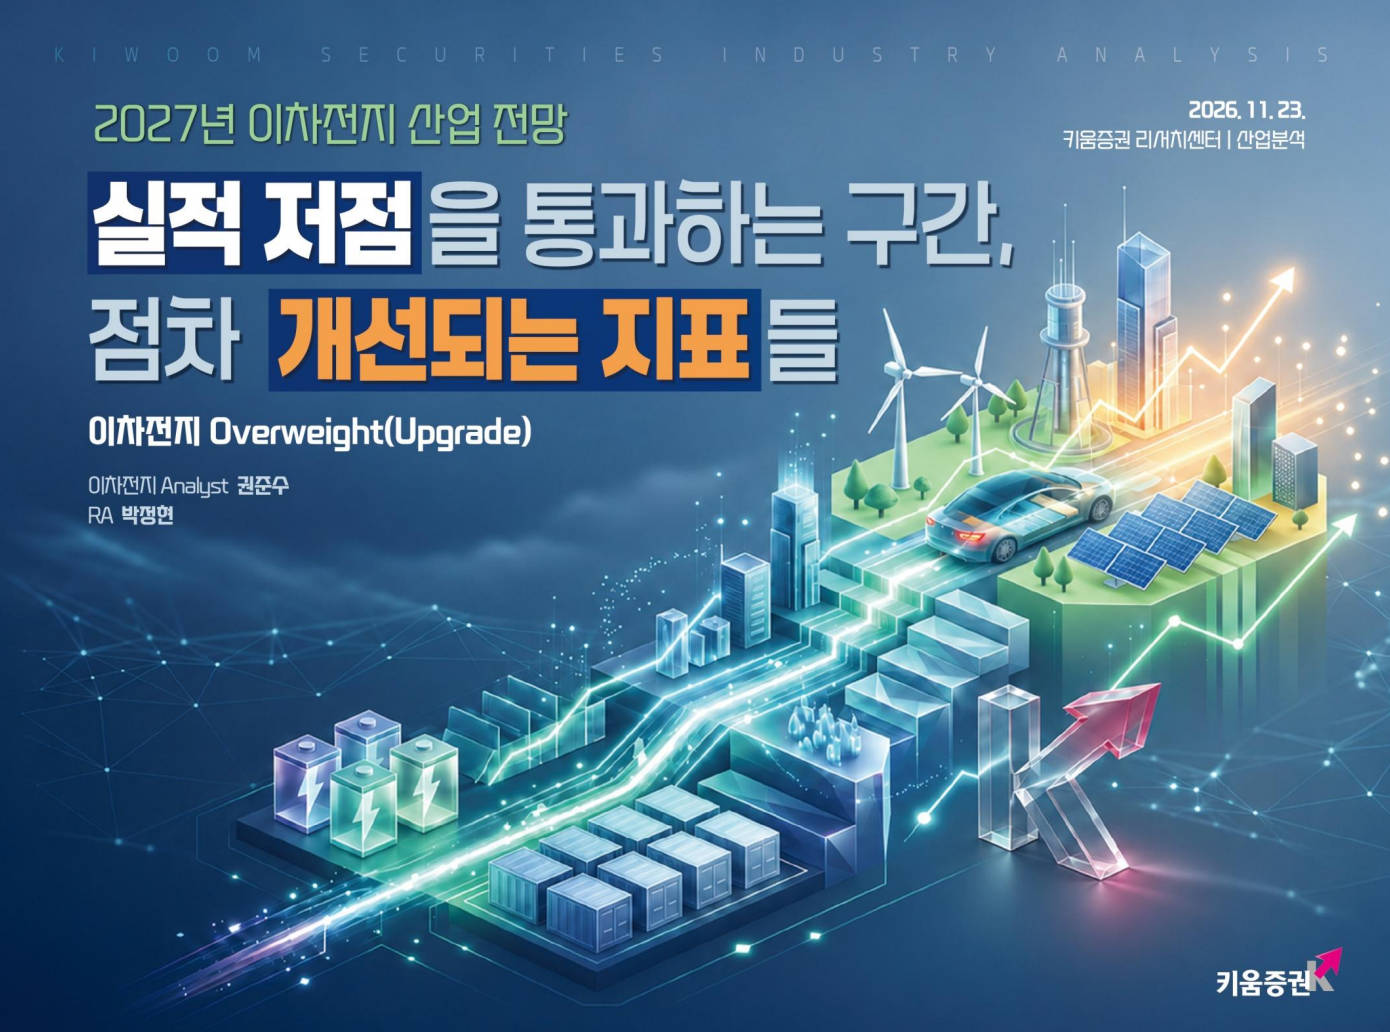 KIWOOM SECURITIES INDUSTRY ANALYSIS
2027년 이차전지 산업 전망
2026. 11. 23.
키움증권 리서치센터 | 산업분석
실적 저점을 통과하는 구간,
점차 개선되는 지표들
이차전지 Overweight(Upgrade)
이차전지 Analyst 권준수
RA 박정현
키움증권